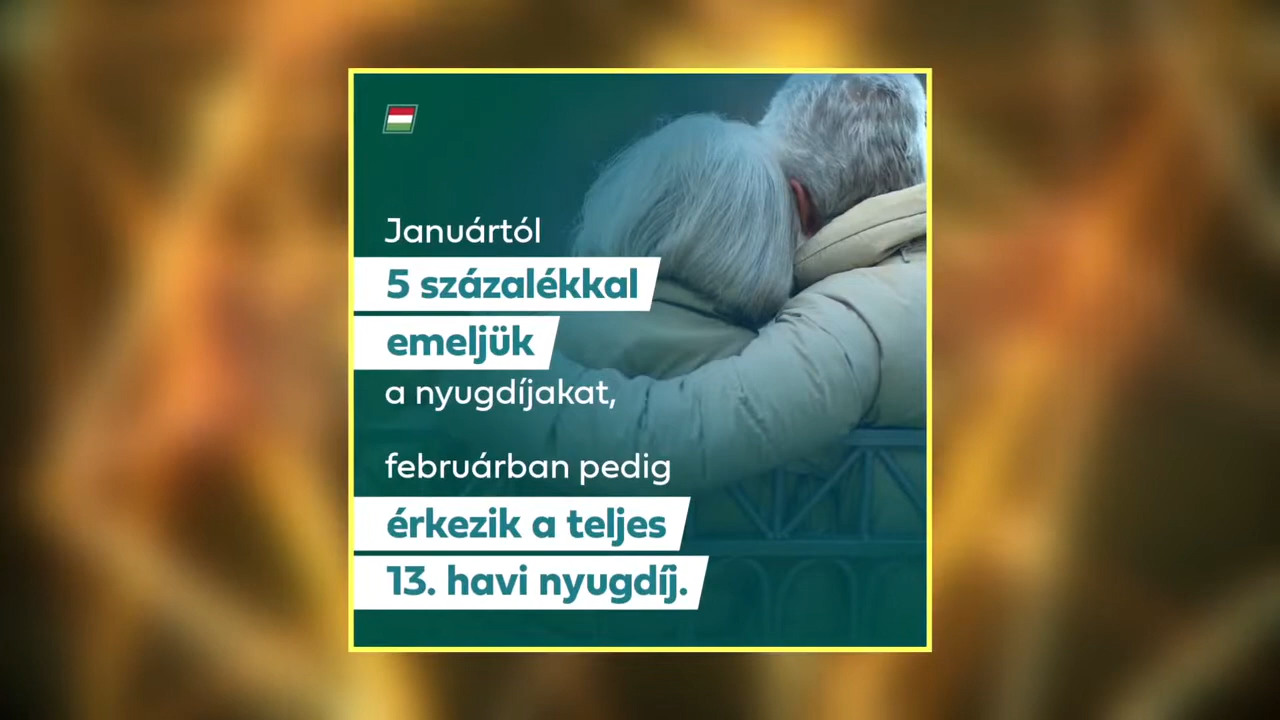 Januártól
5 százalékkal
emeljük
a nyugdíjakat,
februárban pedig
érkezik a teljes
13. havi nyugdíj.